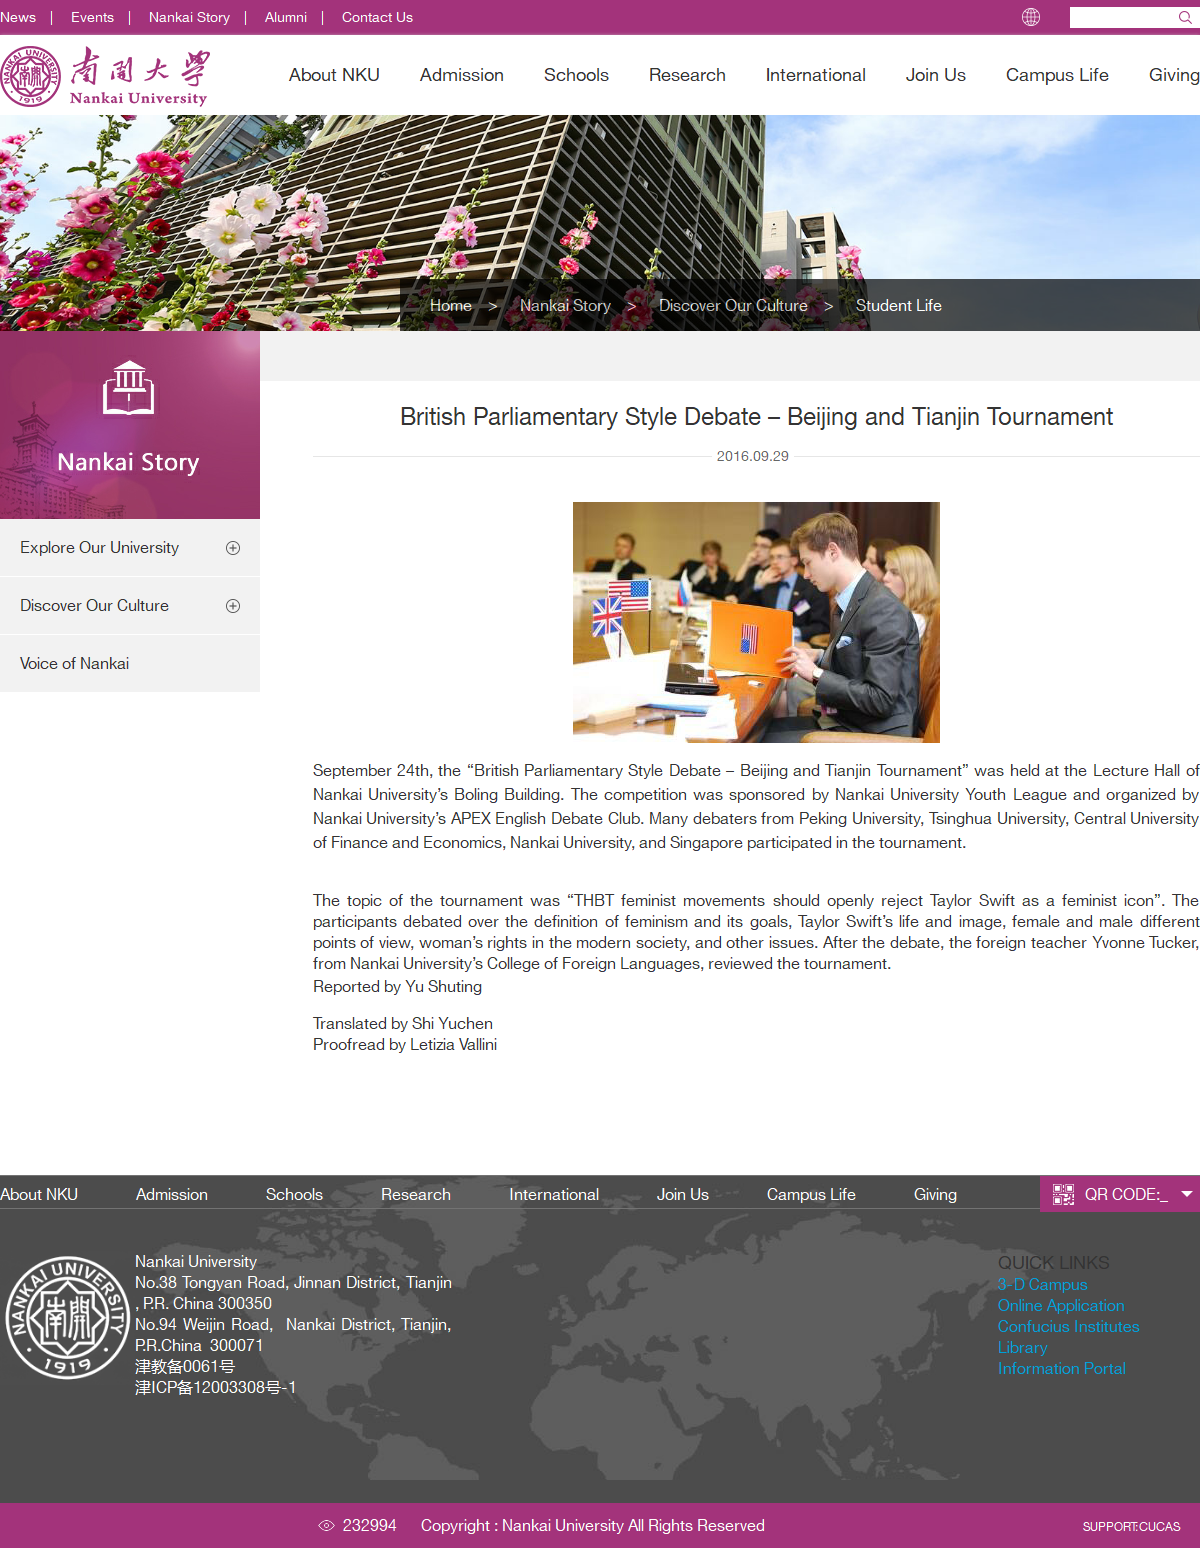 News | Events | Nankai Story | Alumni | Contact Us
NANKAI UNIVERSITY
1919
南開大學
Nankai University
About NKU Admission Schools Research International Join Us Campus Life Giving
Home > Nankai Story > Discover Our Culture > Student Life
Nankai Story
Explore Our University
Discover Our Culture
Voice of Nankai
British Parliamentary Style Debate – Beijing and Tianjin Tournament
2016.09.29
September 24th, the “British Parliamentary Style Debate – Beijing and Tianjin Tournament” was held at the Lecture Hall of
Nankai University’s Boling Building. The competition was sponsored by Nankai University Youth League and organized by
Nankai University’s APEX English Debate Club. Many debaters from Peking University, Tsinghua University, Central University
of Finance and Economics, Nankai University, and Singapore participated in the tournament.
The topic of the tournament was “THBT feminist movements should openly reject Taylor Swift as a feminist icon”. The
participants debated over the definition of feminism and its goals, Taylor Swift’s life and image, female and male different
points of view, woman’s rights in the modern society, and other issues. After the debate, the foreign teacher Yvonne Tucker,
from Nankai University’s College of Foreign Languages, reviewed the tournament.
Reported by Yu Shuting
Translated by Shi Yuchen
Proofread by Letizia Vallini
About NKU Admission Schools Research International Join Us Campus Life Giving QR CODE:_
NANKAI UNIVERSITY
南開
1919
Nankai University
No.38 Tongyan Road, Jinnan District, Tianjin
, P.R. China 300350
No.94 Weijin Road, Nankai District, Tianjin,
P.R.China 300071
津教备0061号
津ICP备12003308号-1
QUICK LINKS
3-D Campus
Online Application
Confucius Institutes
Library
Information Portal
232994 Copyright : Nankai University All Rights Reserved
SUPPORT:CUCAS